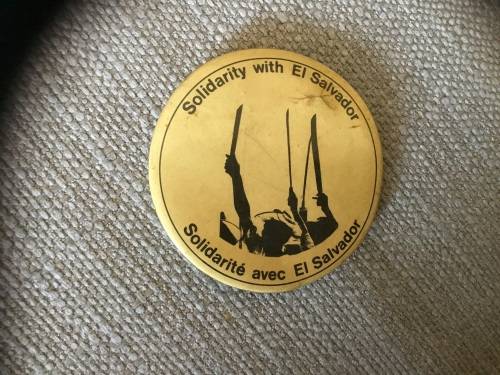 Solidarity with El Salvador
Solidarité avec El Salvador